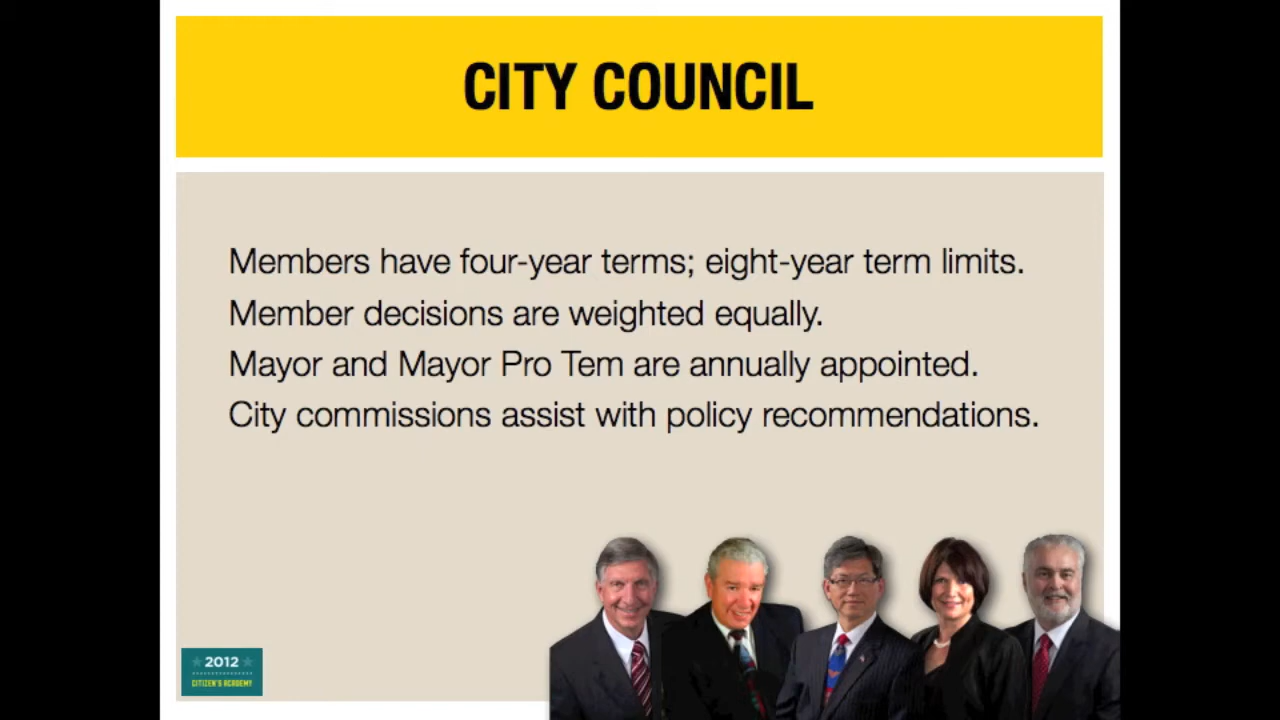 CITY COUNCIL
Members have four-year terms; eight-year term limits.
Member decisions are weighted equally.
Mayor and Mayor Pro Tem are annually appointed.
City commissions assist with policy recommendations.
2012
CITIZEN'S ACADEMY